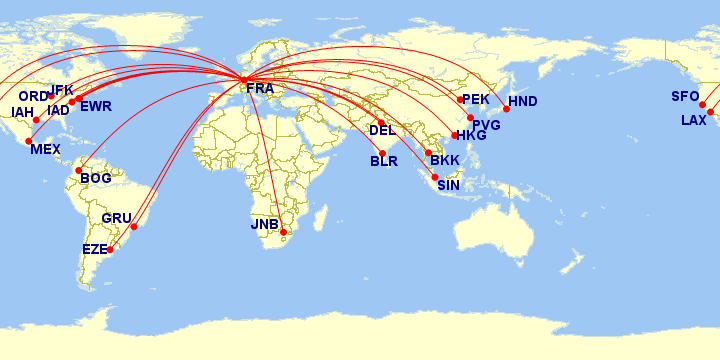 FRA
ORD
JFK
SFO
PEK
HND
IAH
IAD
EWR
LAX
PVG
DEL
HKG
MEX
BLR
BKK
BOG
SIN
GRU
JNB
EZE